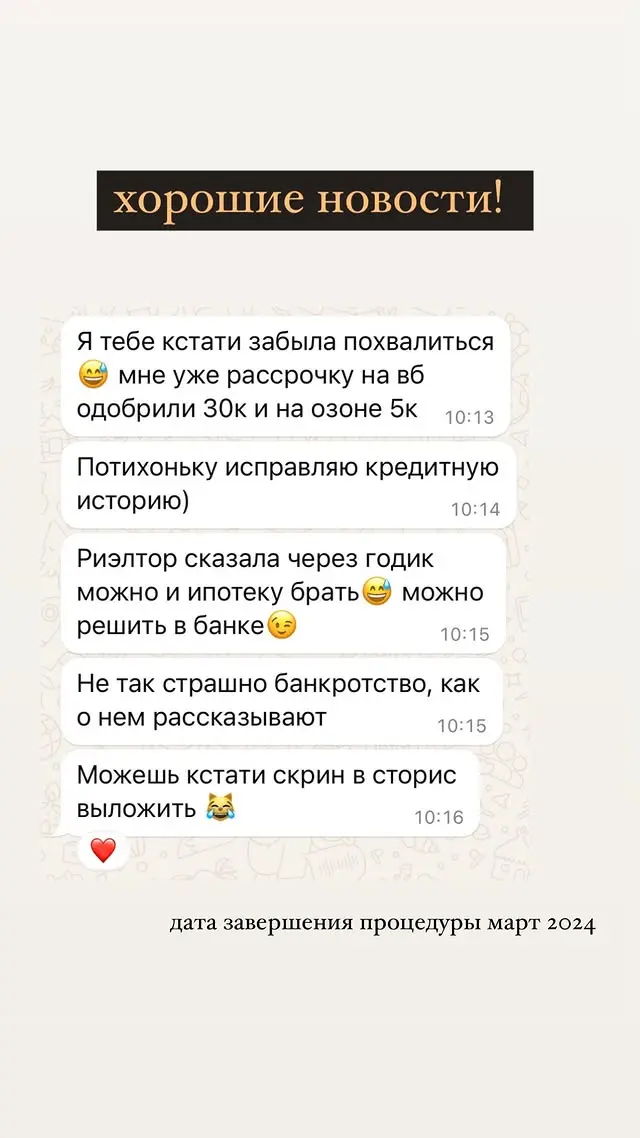 хорошие новости!
Я тебе кстати забыла похвалиться
😅 мне уже рассрочку на вб
одобрили 30к и на озоне 5к 10:13
Потихоньку исправляю кредитную
историю) 10:14
Риэлтор сказала через годик
можно и ипотеку брать😅 можно
решить в банке😉 10:15
Не так страшно банкротство, как
о нем рассказывают 10:15
Можешь кстати скрин в сторис
выложить 😹 10:16
❤️
дата завершения процедуры март 2024